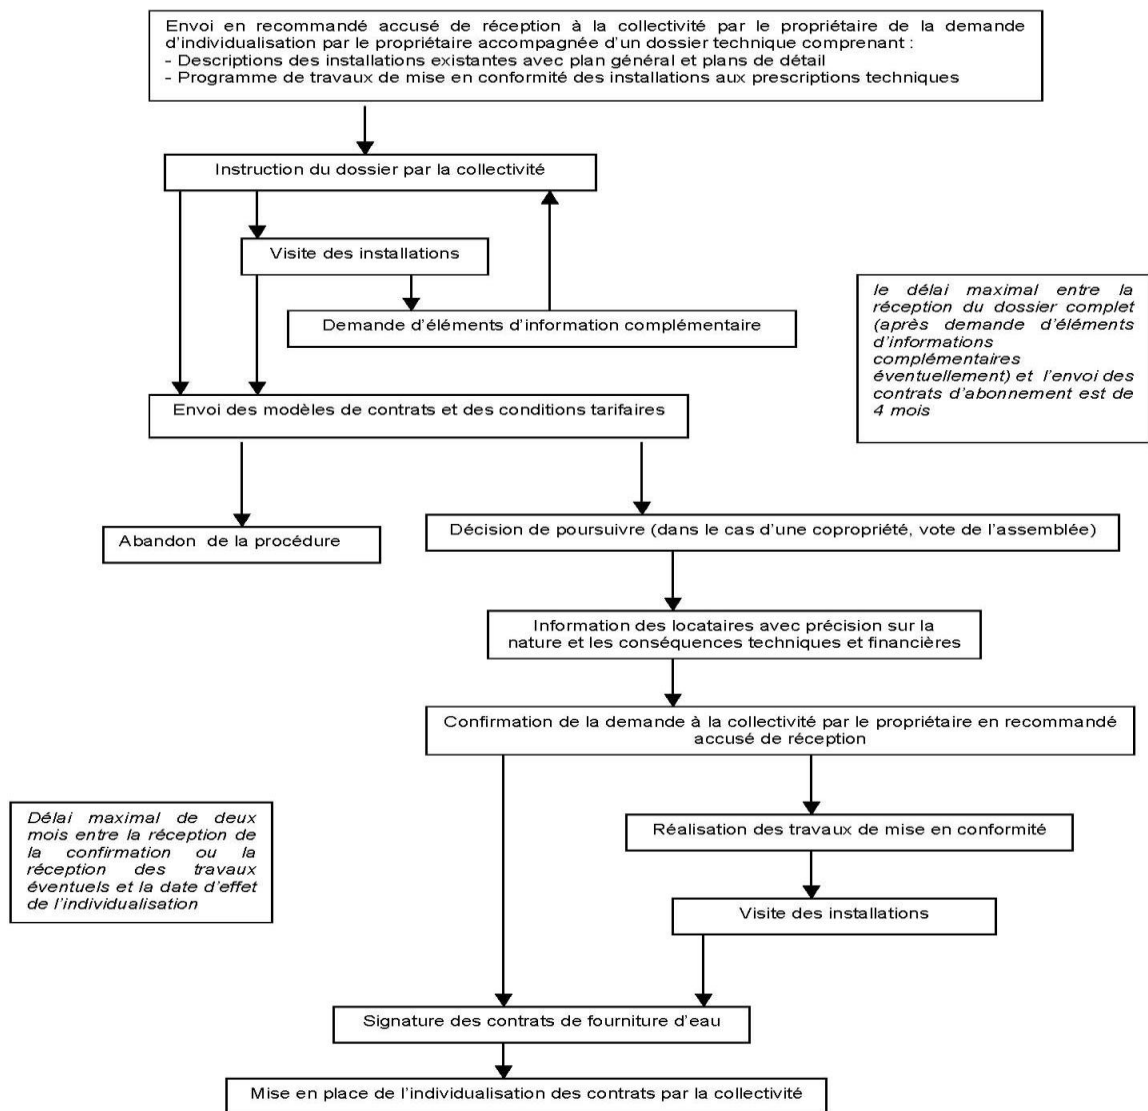 Envoi en recommandé accusé de réception à la collectivité par le propriétaire de la demande
d'individualisation par le propriétaire accompagnée d'un dossier technique comprenant :
- Descriptions des installations existantes avec plan général et plans de détail
- Programme de travaux de mise en conformité des installations aux prescriptions techniques
Instruction du dossier par la collectivité
Visite des installations
Demande d'éléments d'information complémentaire
le délai maximal entre la
réception du dossier complet
(après demande d'éléments
d'informations
complémentaires
éventuellement) et l'envoi des
contrats d'abonnement est de
4 mois
Envoi des modèles de contrats et des conditions tarifaires
Abandon de la procédure
Décision de poursuivre (dans le cas d'une copropriété, vote de l'assemblée)
Information des locataires avec précision sur la
nature et les conséquences techniques et financières
Confirmation de la demande à la collectivité par le propriétaire en recommandé
accusé de réception
Délai maximal de deux
mois entre la réception de
la confirmation ou la
réception des travaux
éventuels et la date d'effet
de l'individualisation
Réalisation des travaux de mise en conformité
Visite des installations
Signature des contrats de fourniture d'eau
Mise en place de l'individualisation des contrats par la collectivité